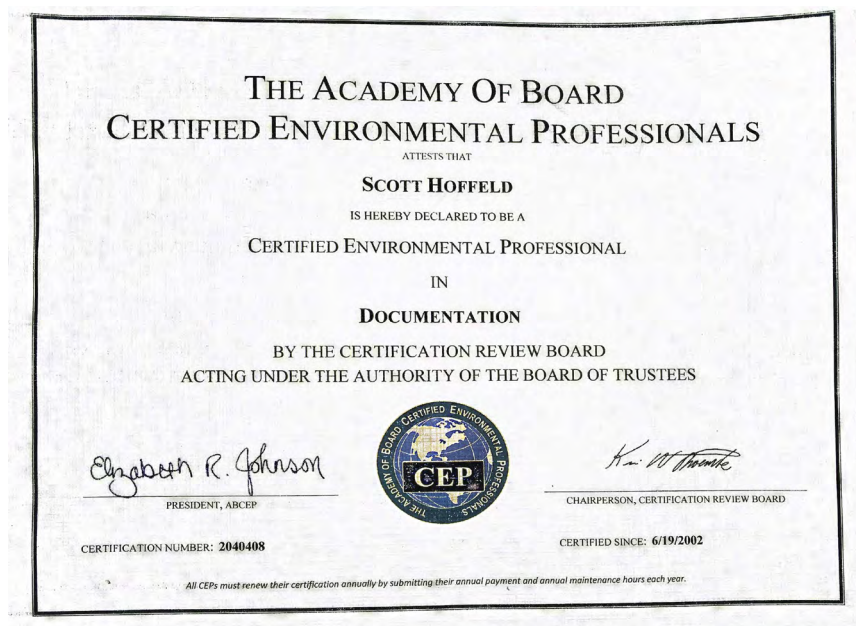 THE ACADEMY OF BOARD
CERTIFIED ENVIRONMENTAL PROFESSIONALS
ATTESTS THAT
SCOTT HOFFELD
IS HEREBY DECLARED TO BE A
CERTIFIED ENVIRONMENTAL PROFESSIONAL
IN
DOCUMENTATION
BY THE CERTIFICATION REVIEW BOARD
ACTING UNDER THE AUTHORITY OF THE BOARD OF TRUSTEES
THE ACADEMY OF BOARD CERTIFIED ENVIRONMENTAL PROFESSIONALS
CEP
Elizabeth R. Johnson
PRESIDENT, ABCEP
CHAIRPERSON, CERTIFICATION REVIEW BOARD
CERTIFICATION NUMBER: 2040408
CERTIFIED SINCE: 6/19/2002
All CEPs must renew their certification annually by submitting their annual payment and annual maintenance hours each year.